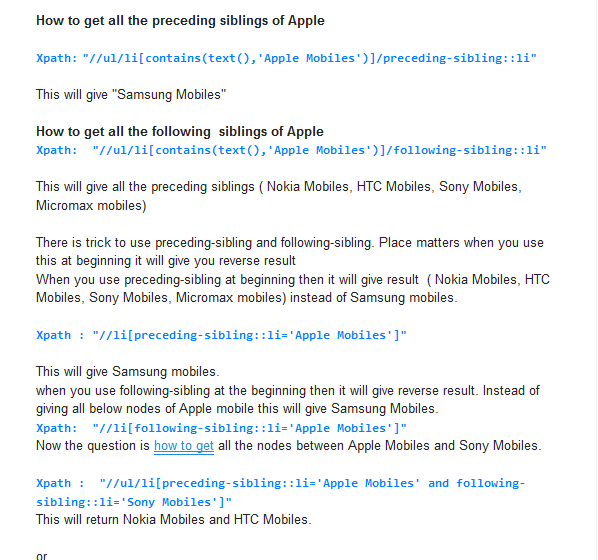 How to get all the preceding siblings of Apple
Xpath: "//ul/li[contains(text(),'Apple Mobiles')]/preceding-sibling::li"
This will give "Samsung Mobiles"
How to get all the following  siblings of Apple
Xpath:  "//ul/li[contains(text(),'Apple Mobiles')]/following-sibling::li"
This will give all the preceding siblings ( Nokia Mobiles, HTC Mobiles, Sony Mobiles,
Micromax mobiles)
There is trick to use preceding-sibling and following-sibling. Place matters when you use
this at beginning it will give you reverse result
When you use preceding-sibling at beginning then it will give result  ( Nokia Mobiles, HTC
Mobiles, Sony Mobiles, Micromax mobiles) instead of Samsung mobiles.
Xpath : "//li[preceding-sibling::li='Apple Mobiles']"
This will give Samsung mobiles.
when you use following-sibling at the beginning then it will give reverse result. Instead of
giving all below nodes of Apple mobile this will give Samsung Mobiles.
Xpath:  "//li[following-sibling::li='Apple Mobiles']"
Now the question is how to get all the nodes between Apple Mobiles and Sony Mobiles.
Xpath :  "//ul/li[preceding-sibling::li='Apple Mobiles' and following-
sibling::li='Sony Mobiles']"
This will return Nokia Mobiles and HTC Mobiles.
or